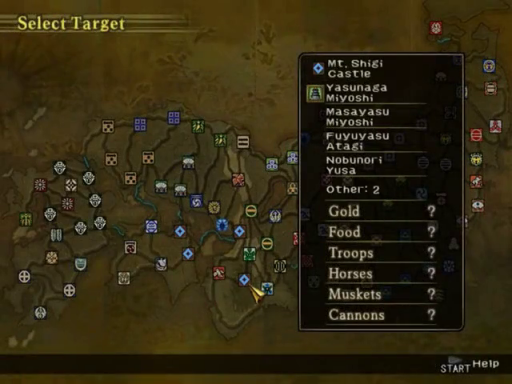 Select Target
Mt. Shigi
Castle
Yasunaga
Miyoshi
Masayasu
Miyoshi
Fuyuyasu
Atagi
Nobunori
Yusa
Other: 2
Gold ?
Food ?
Troops ?
Horses ?
Muskets ?
Cannons ?
START Help